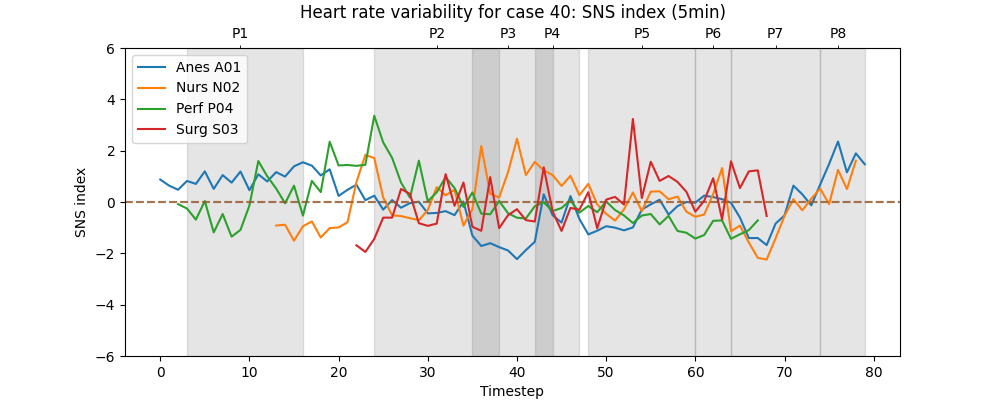 Heart rate variability for case 40: SNS index (5min)
P1 P2 P3 P4 P5 P6 P7 P8
6
4
2
0
−2
−4
−6
SNS index
Anes A01
Nurs N02
Perf P04
Surg S03
0 10 20 30 40 50 60 70 80
Timestep